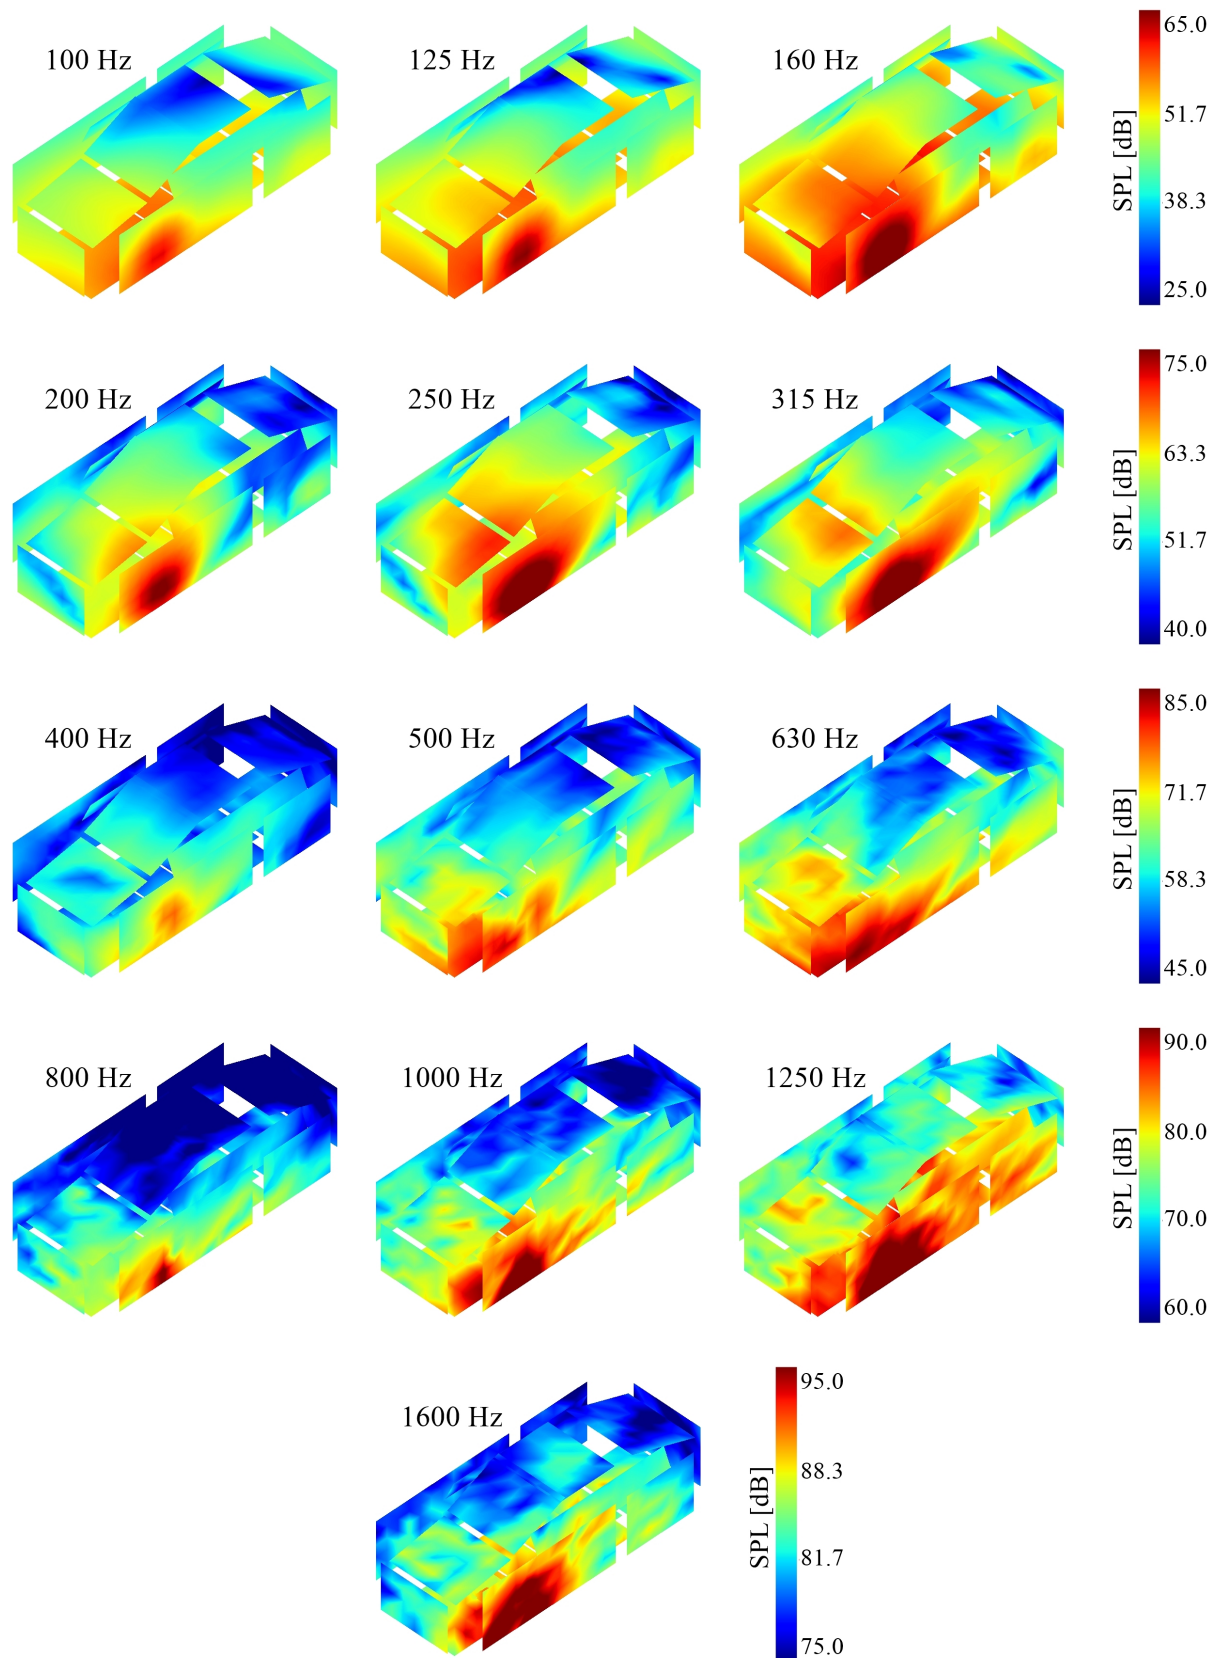 100 Hz
125 Hz
160 Hz
SPL [dB]
65.0
51.7
38.3
25.0
200 Hz
250 Hz
315 Hz
SPL [dB]
75.0
63.3
51.7
40.0
400 Hz
500 Hz
630 Hz
SPL [dB]
85.0
71.7
58.3
45.0
800 Hz
1000 Hz
1250 Hz
SPL [dB]
90.0
80.0
70.0
60.0
1600 Hz
SPL [dB]
95.0
88.3
81.7
75.0